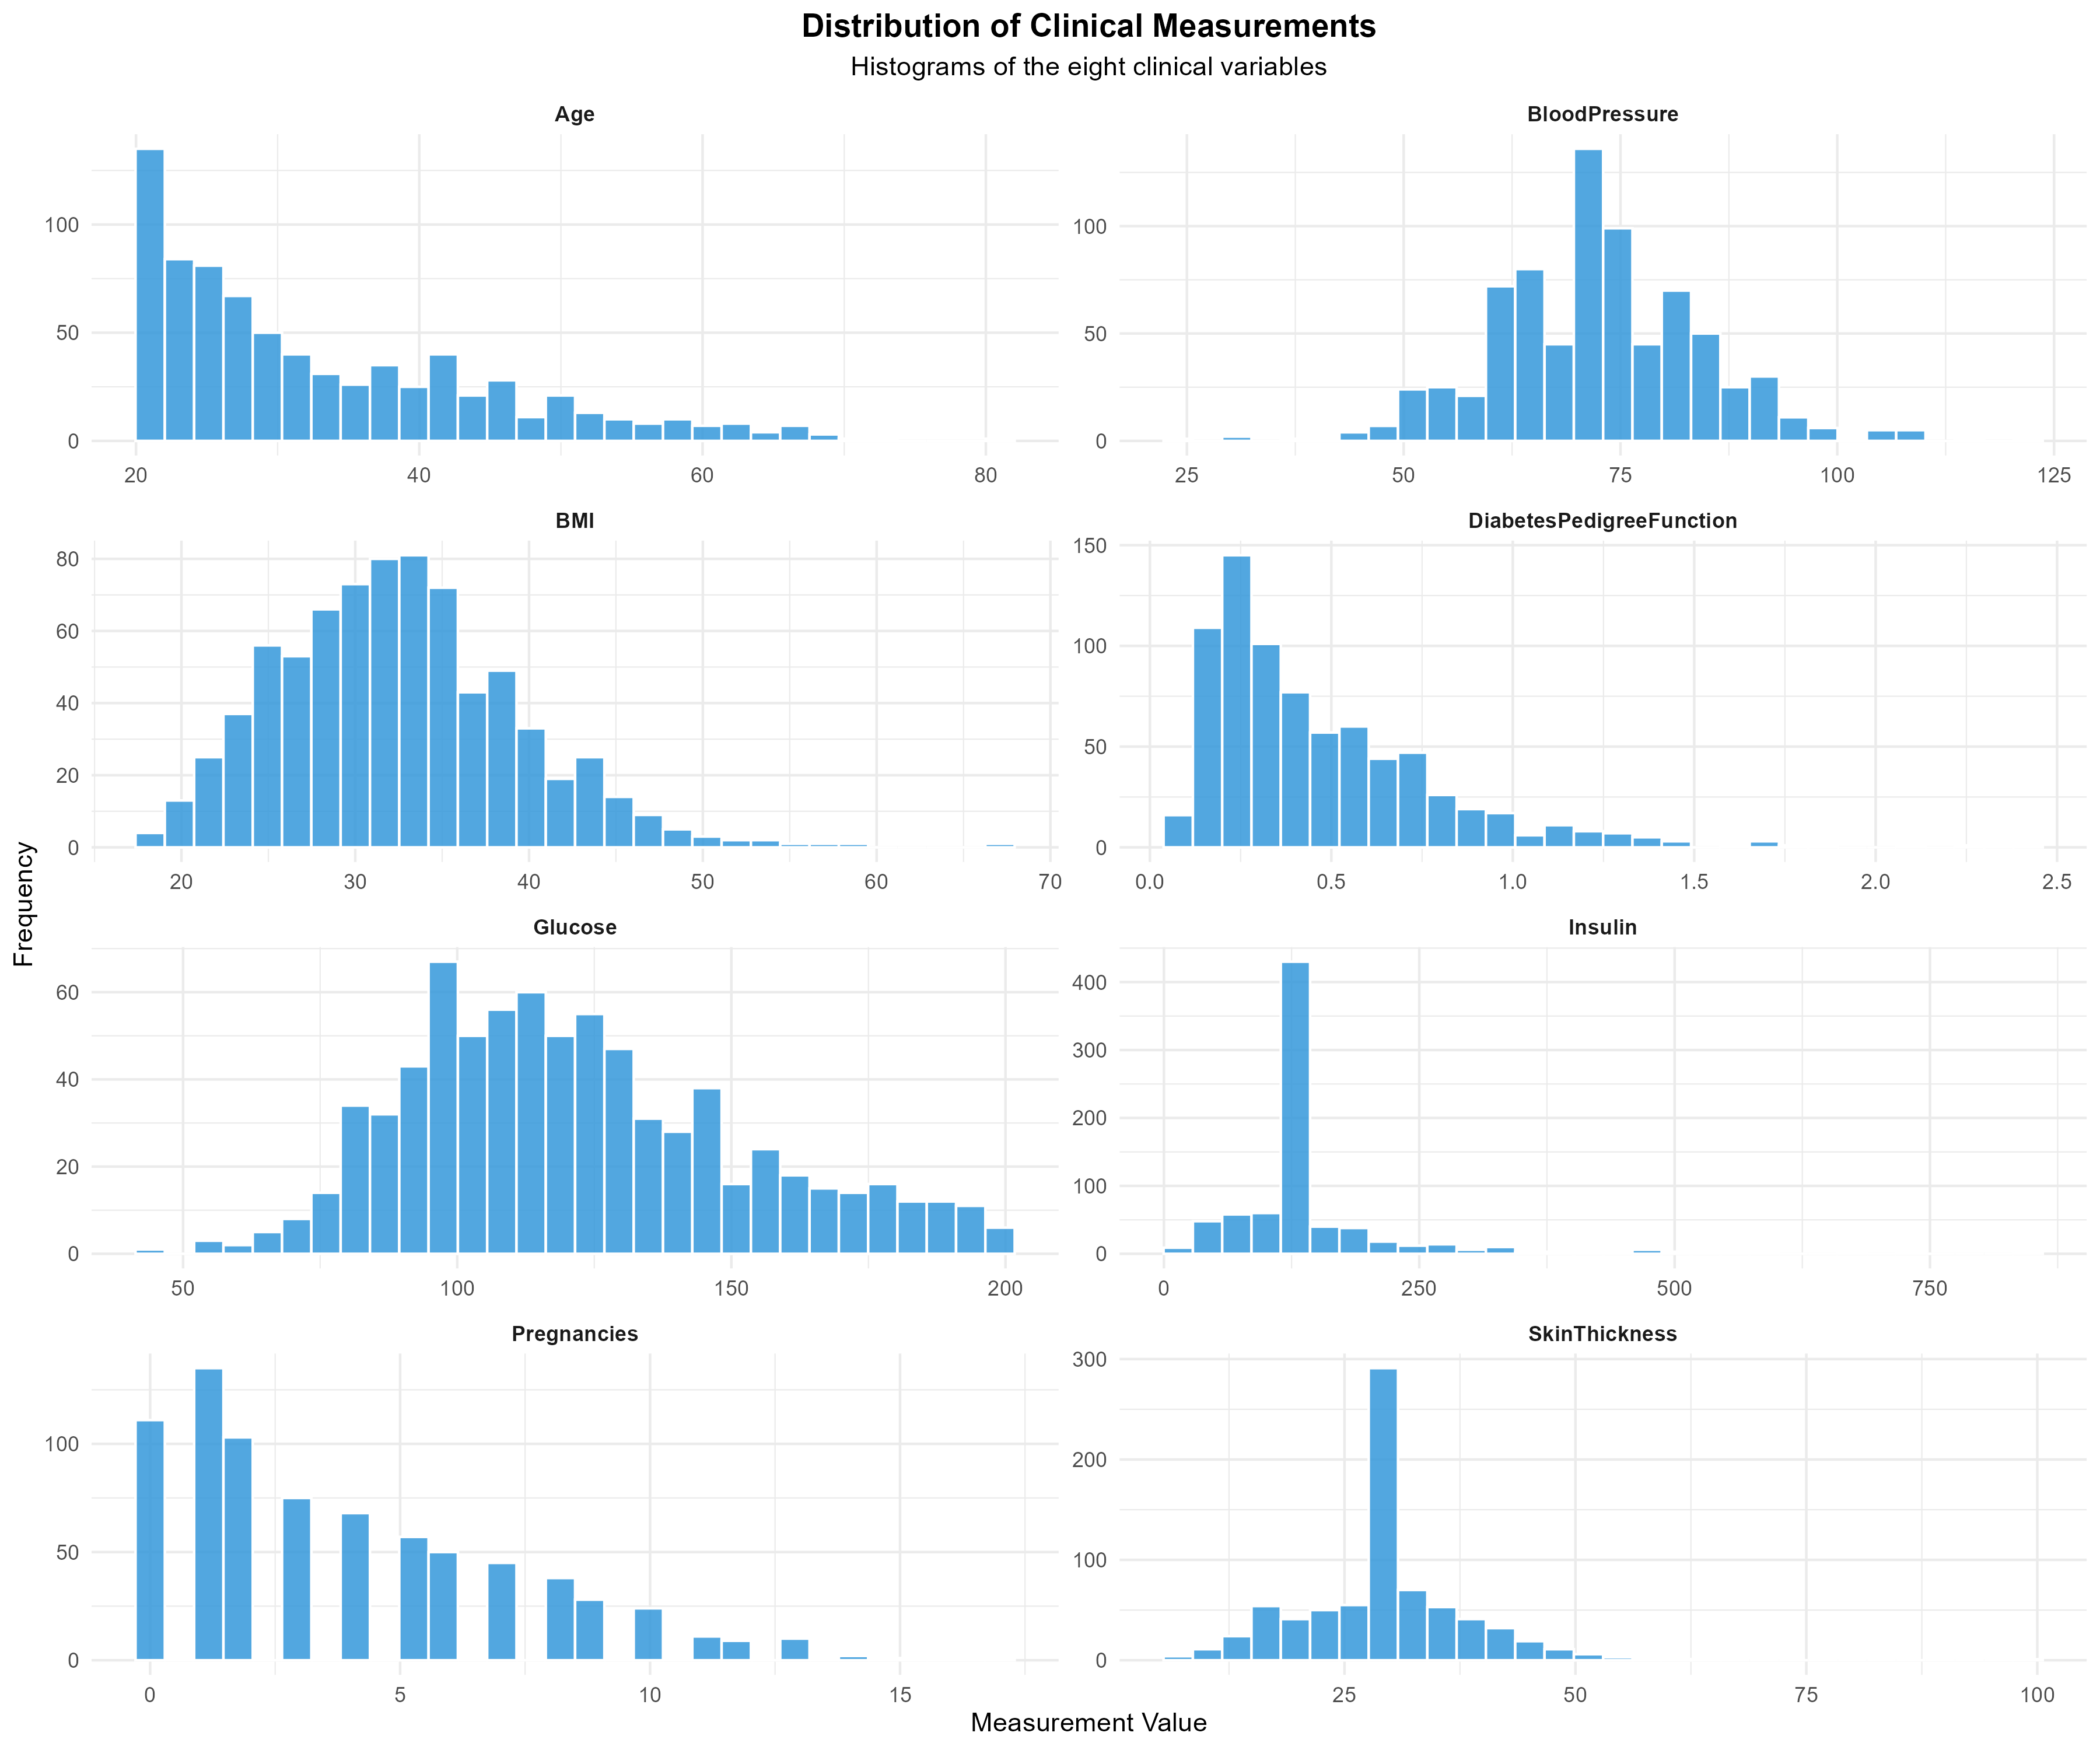 Distribution of Clinical Measurements
Histograms of the eight clinical variables
Age
100
50
0
20 40 60 80
BloodPressure
100
50
0
25 50 75 100 125
BMI
80
60
40
20
0
20 30 40 50 60 70
DiabetesPedigreeFunction
150
100
50
0
0.0 0.5 1.0 1.5 2.0 2.5
Frequency
Glucose
60
40
20
0
50 100 150 200
Insulin
400
300
200
100
0
0 250 500 750
Pregnancies
100
50
0
0 5 10 15
SkinThickness
300
200
100
0
25 50 75 100
Measurement Value